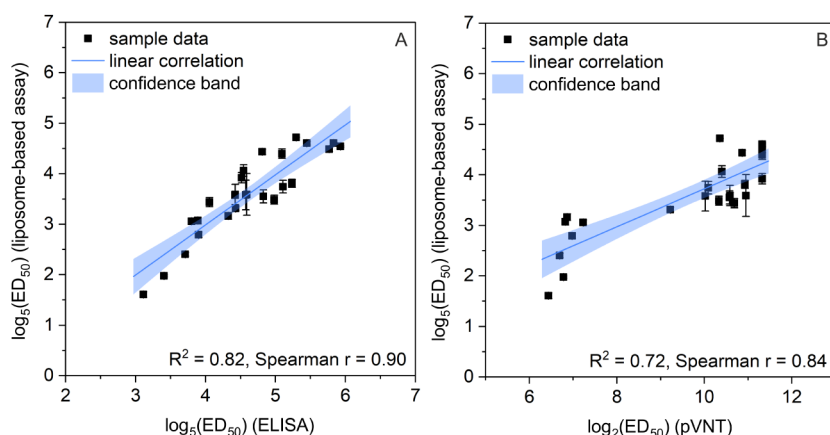 A
sample data
linear correlation
confidence band
7
6
5
4
3
2
1
0
log₅(ED₅₀) (liposome-based assay)
R² = 0.82, Spearman r = 0.90
2 3 4 5 6 7
log₅(ED₅₀) (ELISA)
B
sample data
linear correlation
confidence band
7
6
5
4
3
2
1
0
log₅(ED₅₀) (liposome-based assay)
R² = 0.72, Spearman r = 0.84
6 8 10 12
log₂(ED₅₀) (pVNT)